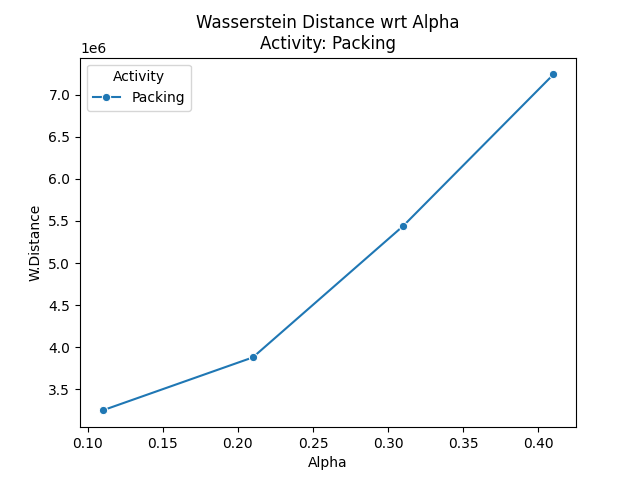 Wasserstein Distance wrt Alpha
Activity: Packing
1e6
Activity
Packing
7.0
6.5
6.0
5.5
5.0
4.5
4.0
3.5
W.Distance
0.10 0.15 0.20 0.25 0.30 0.35 0.40
Alpha